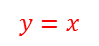 y = x